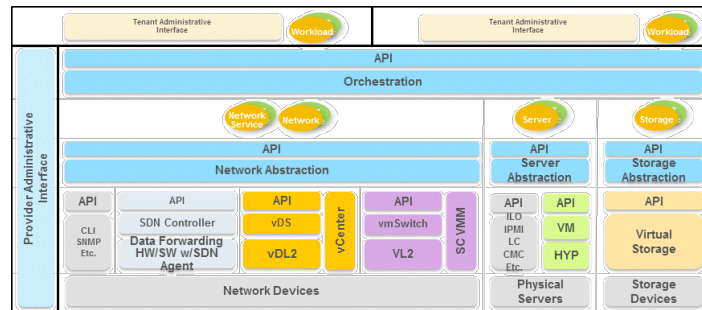 Tenant Administrative
Interface
Workload
Tenant Administrative
Interface
Workload
Provider Administrative
Interface
API
Orchestration
Network
Service
Network
Server
Storage
API
Network Abstraction
API
Server
Abstraction
API
Storage
Abstraction
API
CLI
SNMP
Etc.
API
SDN Controller
Data Forwarding
HW/SW w/SDN
Agent
API
vDS
vDL2
vCenter
API
vmSwitch
VL2
SC VMM
API
ILO
IPMI
LC
CMC
Etc.
API
VM
HYP
API
Virtual
Storage
Network Devices
Physical
Servers
Storage
Devices